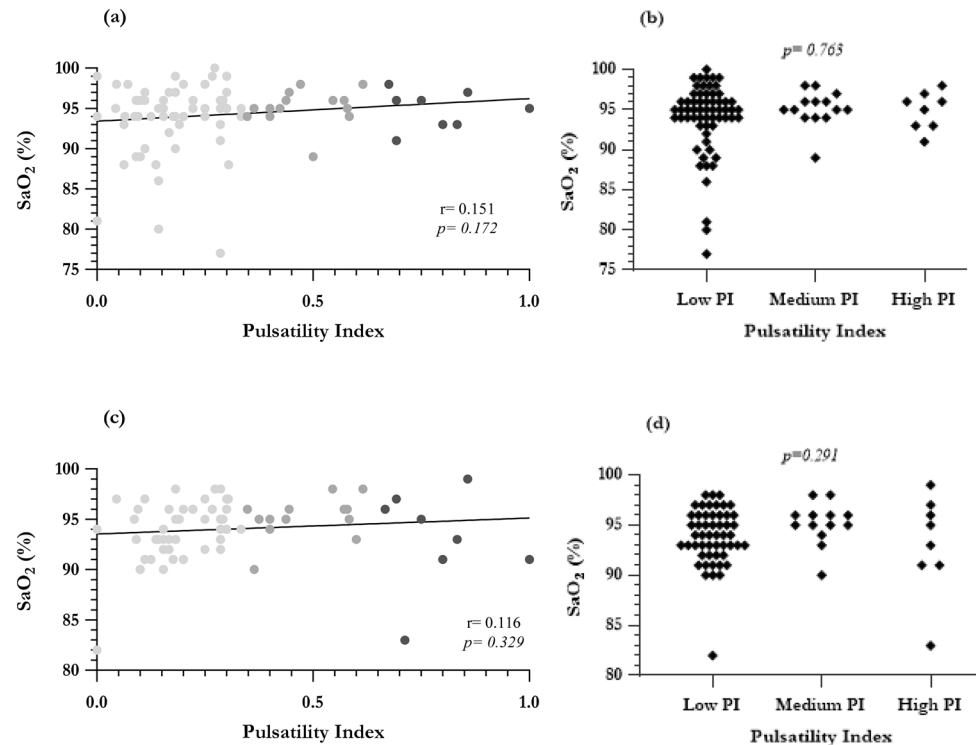 (a)
100
95
90
85
80
75
SaO2 (%)
0.0 0.5 1.0
Pulsatility Index
r= 0.151
p= 0.172
(b)
p= 0.763
100
95
90
85
80
75
SaO2 (%)
Low PI Medium PI High PI
Pulsatility Index
(c)
100
95
90
85
80
SaO2 (%)
0.0 0.5 1.0
Pulsatility Index
r= 0.116
p= 0.329
(d)
p=0.291
100
95
90
85
80
SaO2 (%)
Low PI Medium PI High PI
Pulsatility Index